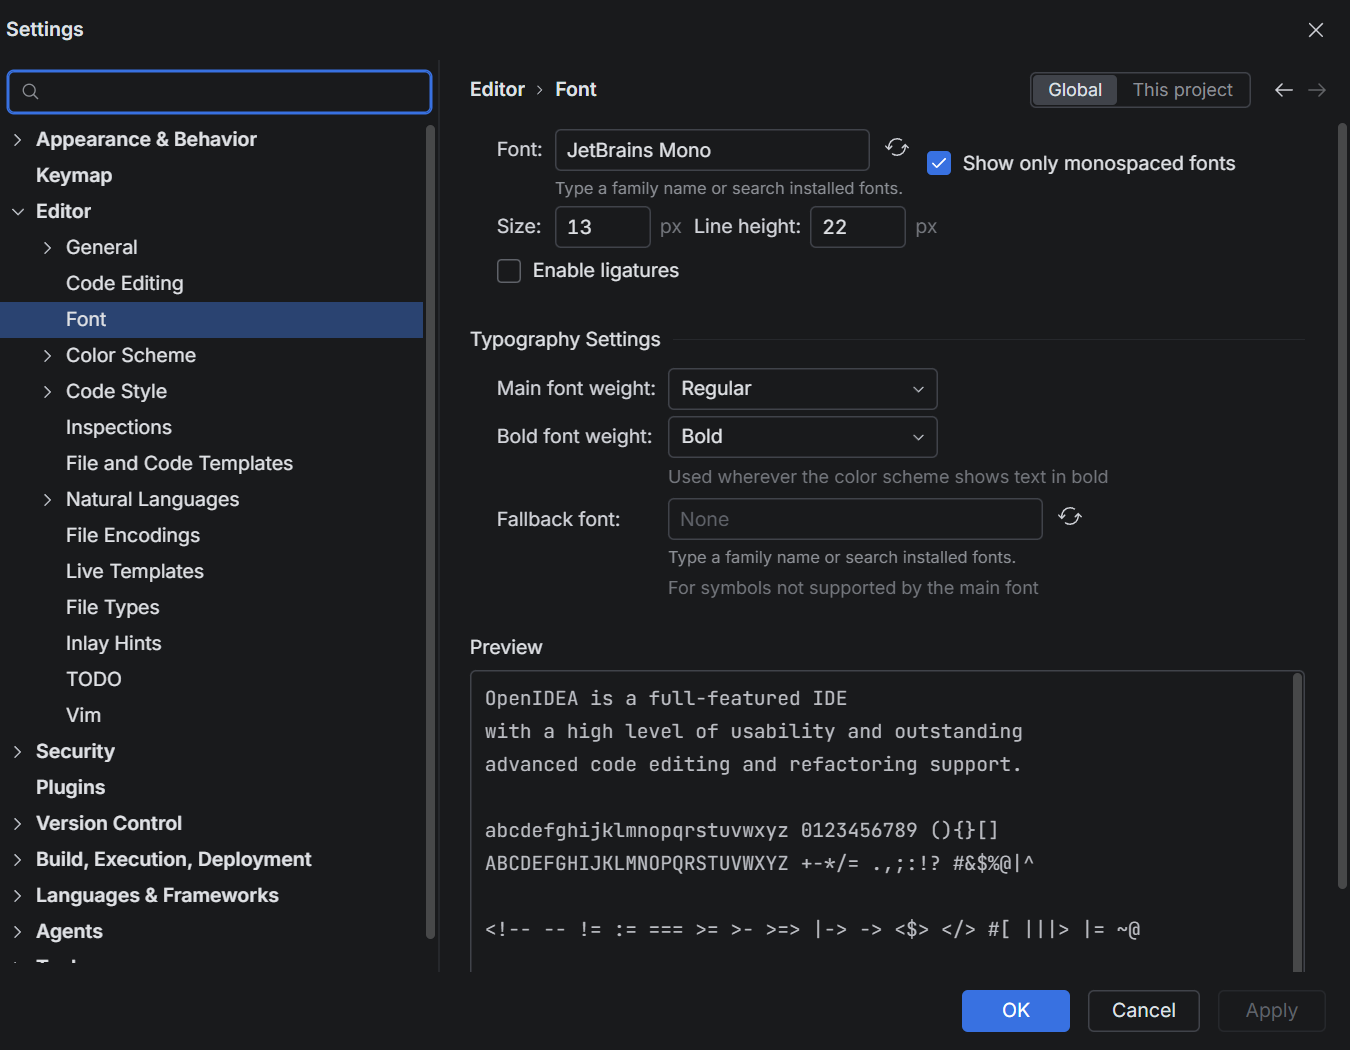 Settings
Appearance & Behavior
Keymap
Editor
General
Code Editing
Font
Color Scheme
Code Style
Inspections
File and Code Templates
Natural Languages
File Encodings
Live Templates
File Types
Inlay Hints
TODO
Vim
Security
Plugins
Version Control
Build, Execution, Deployment
Languages & Frameworks
Agents
Editor › Font
Global This project
Font: JetBrains Mono
Show only monospaced fonts
Type a family name or search installed fonts.
Size: 13 px Line height: 22 px
Enable ligatures
Typography Settings
Main font weight: Regular
Bold font weight: Bold
Used wherever the color scheme shows text in bold
Fallback font: None
Type a family name or search installed fonts.
For symbols not supported by the main font
Preview
OpenIDEA is a full-featured IDE
with a high level of usability and outstanding
advanced code editing and refactoring support.
abcdefghijklmnopqrstuvwxyz 0123456789 (){}[]
ABCDEFGHIJKLMNOPQRSTUVWXYZ +-*/= .,;:!? #&$%@|^
<!-- -- != := === >= >- >=> |-> -> <$> </> #[ |||> |= ~@
OK Cancel Apply